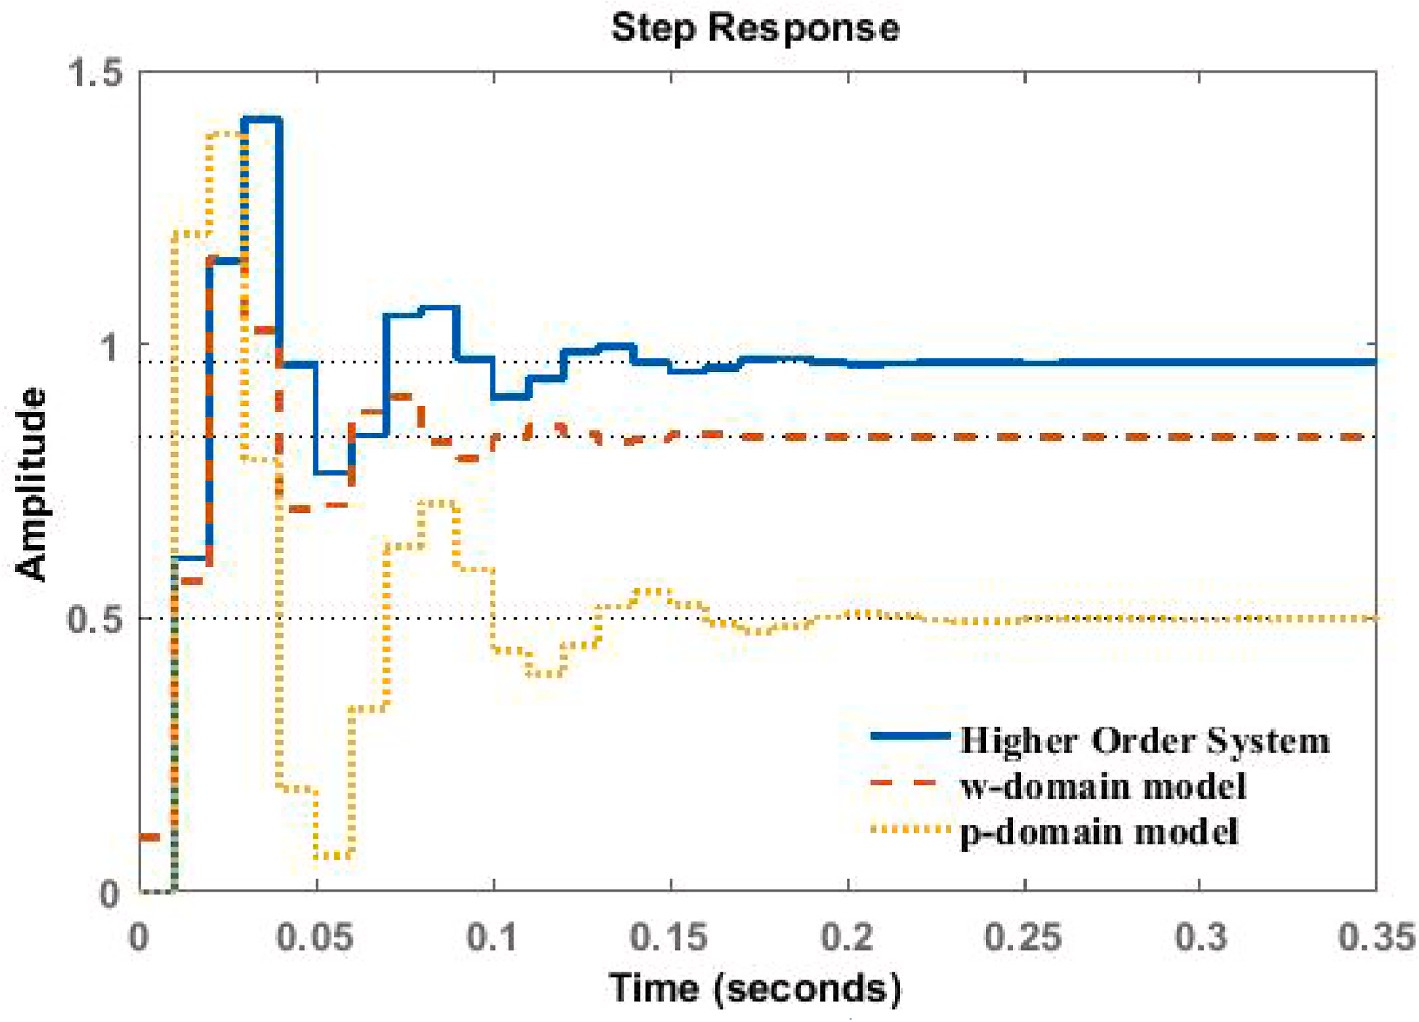 Step Response
1.5
1
0.5
0
Amplitude
Higher Order System
w-domain model
p-domain model
0 0.05 0.1 0.15 0.2 0.25 0.3 0.35
Time (seconds)